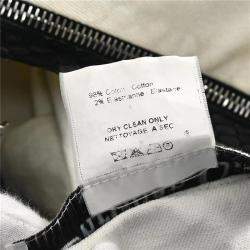 98% Coton Cotton
2% Elasthanne Elastane
DRY CLEAN ONLY
NETTOYAGE A SEC